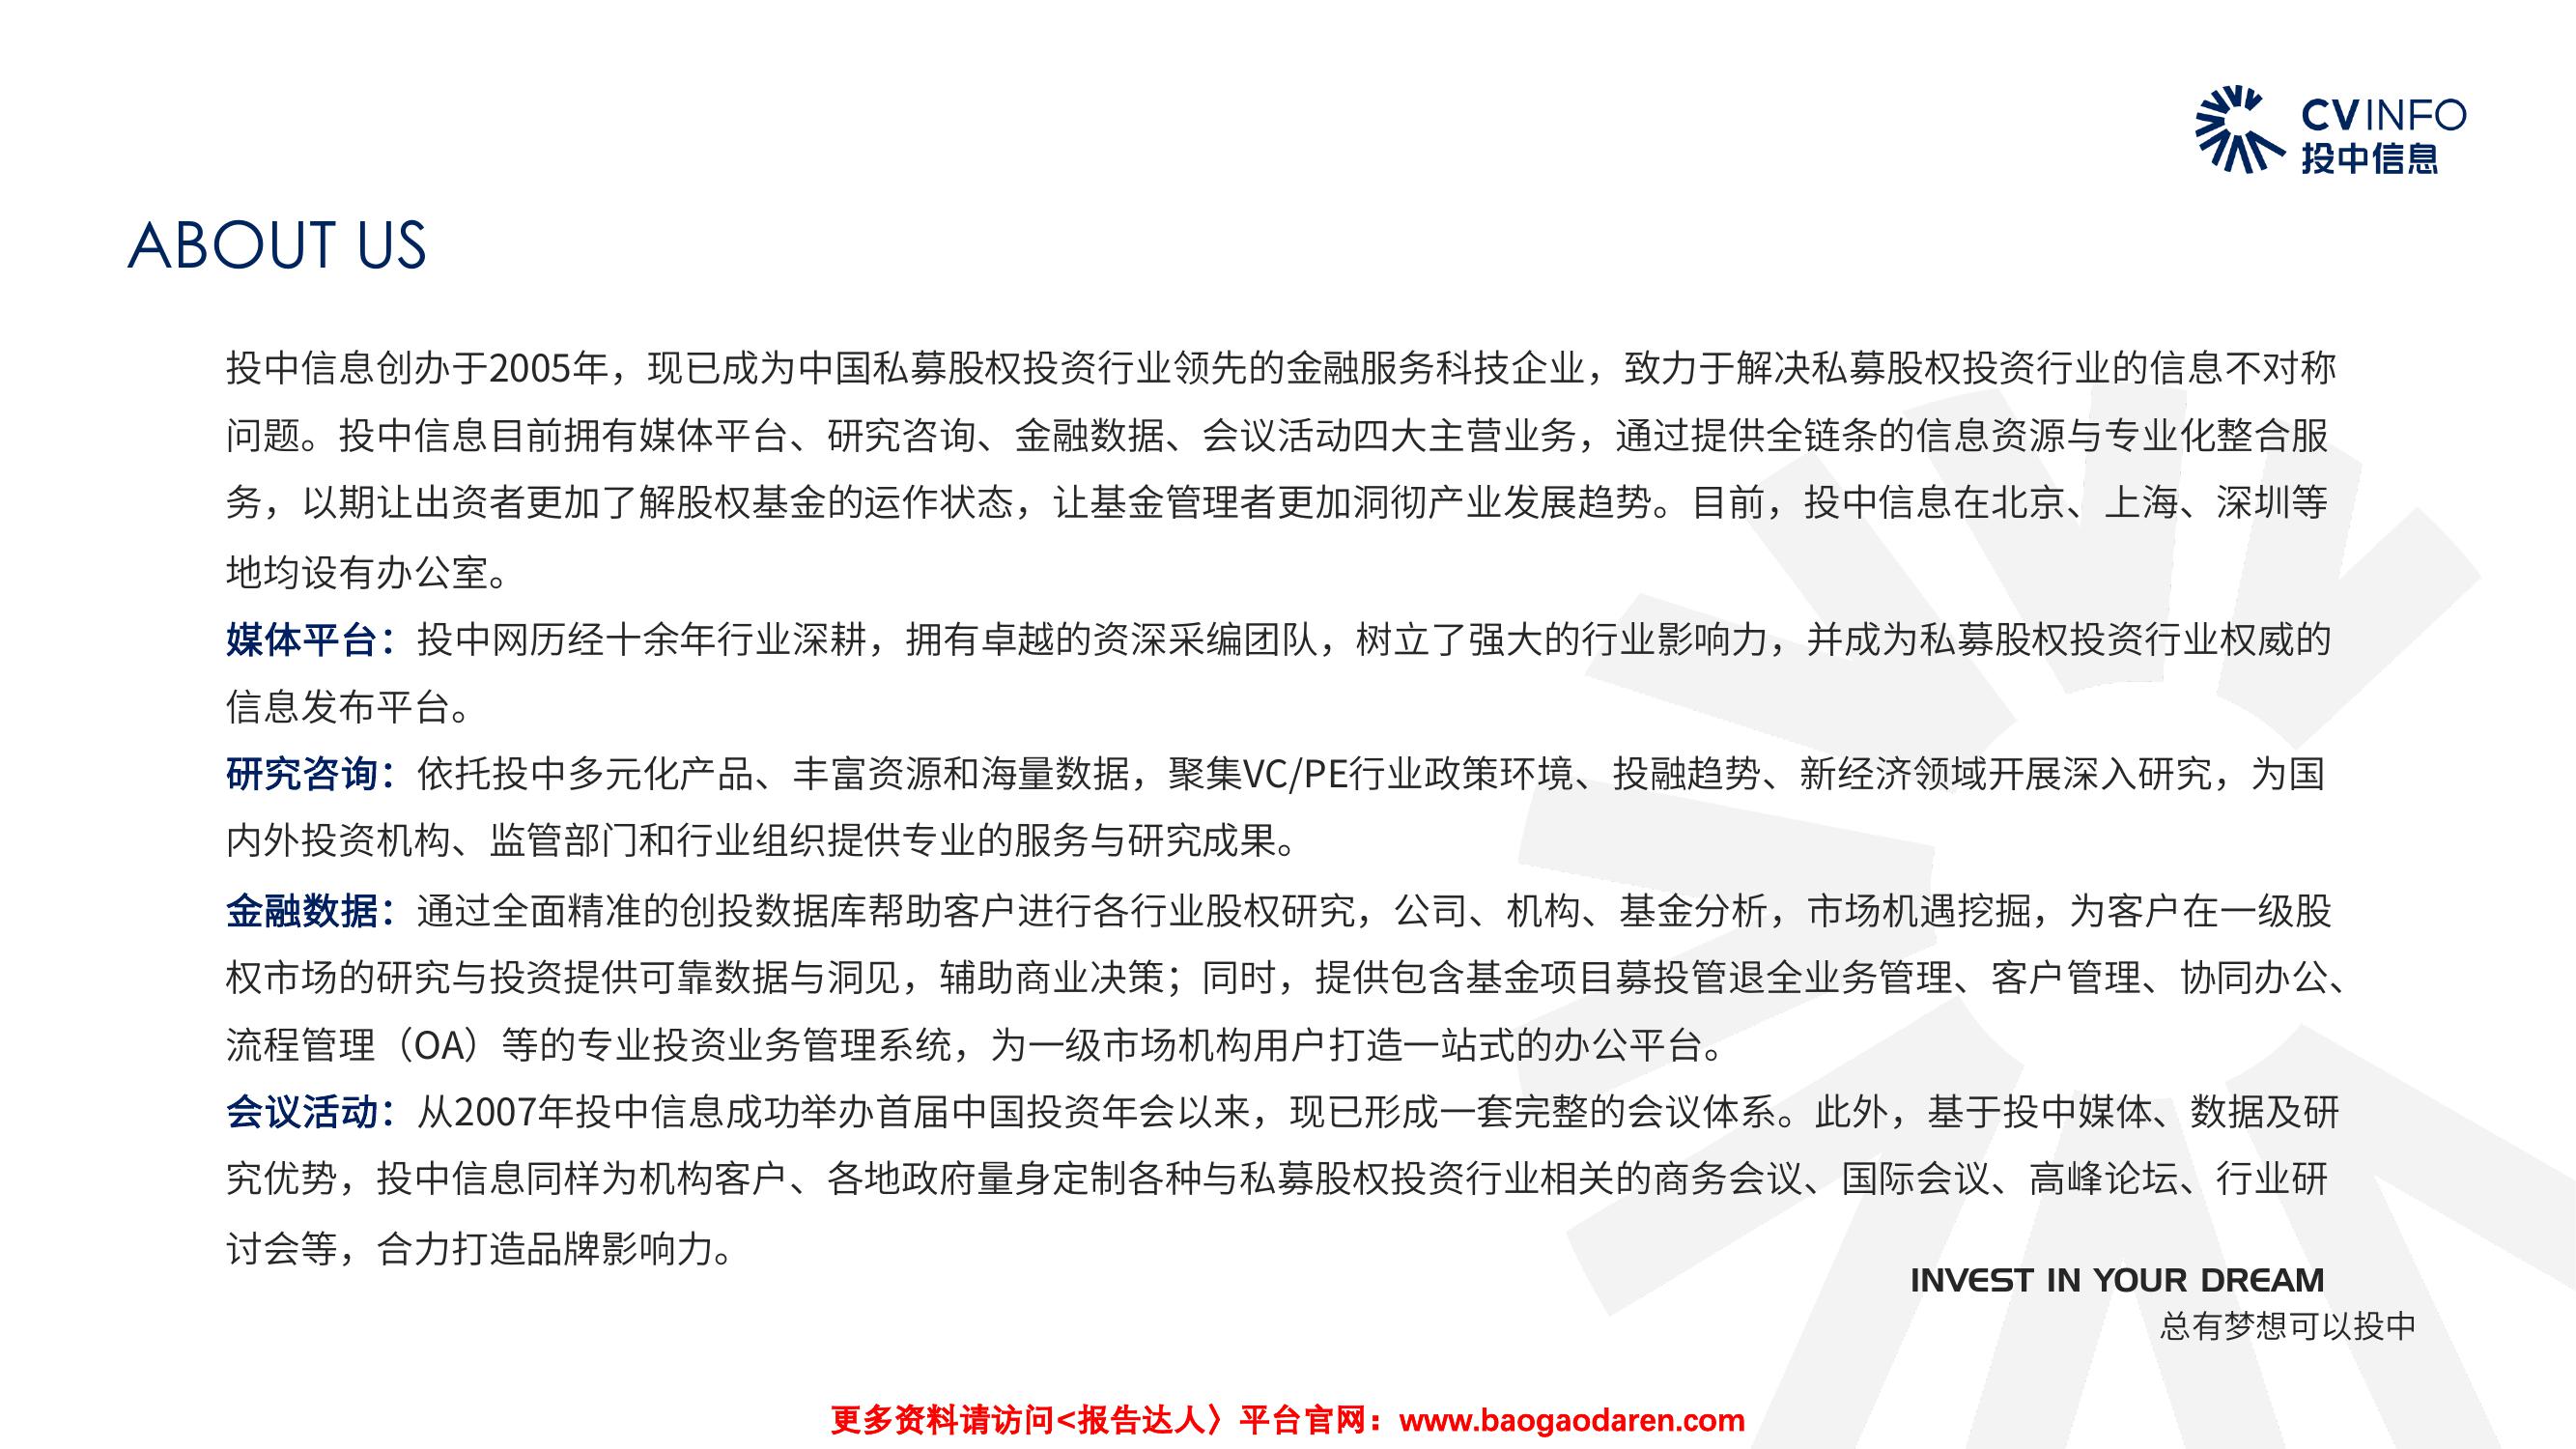 CVINFO
投中信息
ABOUT US
投中信息创办于2005年，现已成为中国私募股权投资行业领先的金融服务科技企业，致力于解决私募股权投资行业的信息不对称
问题。投中信息目前拥有媒体平台、研究咨询、金融数据、会议活动四大主营业务，通过提供全链条的信息资源与专业化整合服
务，以期让出资者更加了解股权基金的运作状态，让基金管理者更加洞彻产业发展趋势。目前，投中信息在北京、上海、深圳等
地均设有办公室。
媒体平台：投中网历经十余年行业深耕，拥有卓越的资深采编团队，树立了强大的行业影响力，并成为私募股权投资行业权威的
信息发布平台。
研究咨询：依托投中多元化产品、丰富资源和海量数据，聚集VC/PE行业政策环境、投融趋势、新经济领域开展深入研究，为国
内外投资机构、监管部门和行业组织提供专业的服务与研究成果。
金融数据：通过全面精准的创投数据库帮助客户进行各行业股权研究，公司、机构、基金分析，市场机遇挖掘，为客户在一级股
权市场的研究与投资提供可靠数据与洞见，辅助商业决策；同时，提供包含基金项目募投管退全业务管理、客户管理、协同办公、
流程管理（OA）等的专业投资业务管理系统，为一级市场机构用户打造一站式的办公平台。
会议活动：从2007年投中信息成功举办首届中国投资年会以来，现已形成一套完整的会议体系。此外，基于投中媒体、数据及研
究优势，投中信息同样为机构客户、各地政府量身定制各种与私募股权投资行业相关的商务会议、国际会议、高峰论坛、行业研
讨会等，合力打造品牌影响力。
INVEST IN YOUR DREAM
总有梦想可以投中
更多资料请访问<报告达人〉平台官网：www.baogaodaren.com